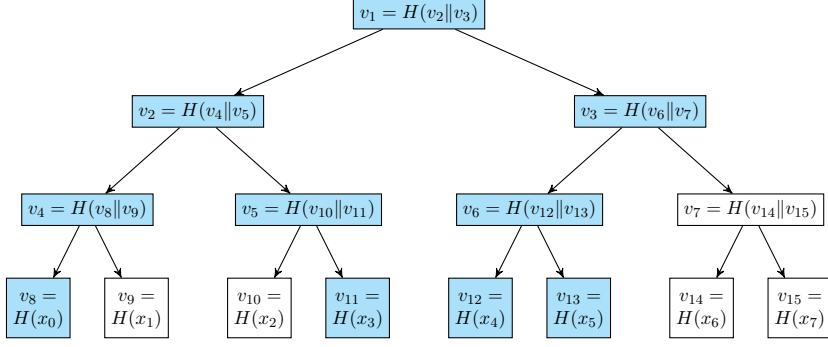 v₁ = H(v₂∥v₃)
v₂ = H(v₄∥v₅)
v₃ = H(v₆∥v₇)
v₄ = H(v₈∥v₉)
v₅ = H(v₁₀∥v₁₁)
v₆ = H(v₁₂∥v₁₃)
v₇ = H(v₁₄∥v₁₅)
v₈ =
H(x₀)
v₉ =
H(x₁)
v₁₀ =
H(x₂)
v₁₁ =
H(x₃)
v₁₂ =
H(x₄)
v₁₃ =
H(x₅)
v₁₄ =
H(x₆)
v₁₅ =
H(x₇)